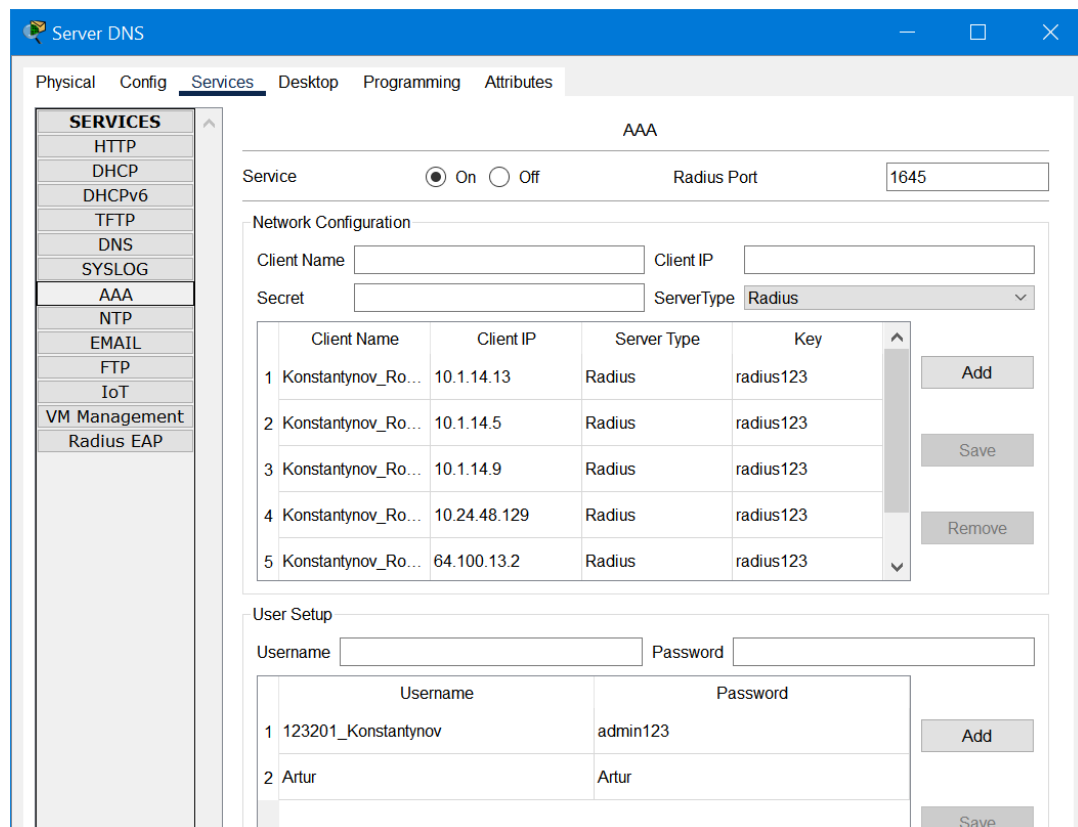 Server DNS
Physical Config Services Desktop Programming Attributes
SERVICES
HTTP
DHCP
DHCPv6
TFTP
DNS
SYSLOG
AAA
NTP
EMAIL
FTP
IoT
VM Management
Radius EAP
AAA
Service On Off Radius Port 1645
Network Configuration
Client Name Client IP
Secret ServerType Radius
Client Name Client IP Server Type Key
1 Konstantynov_Ro... 10.1.14.13 Radius radius123
2 Konstantynov_Ro... 10.1.14.5 Radius radius123
3 Konstantynov_Ro... 10.1.14.9 Radius radius123
4 Konstantynov_Ro... 10.24.48.129 Radius radius123
5 Konstantynov_Ro... 64.100.13.2 Radius radius123
Add
Save
Remove
User Setup
Username Password
Username Password
1 123201_Konstantynov admin123
2 Artur Artur
Add
Save